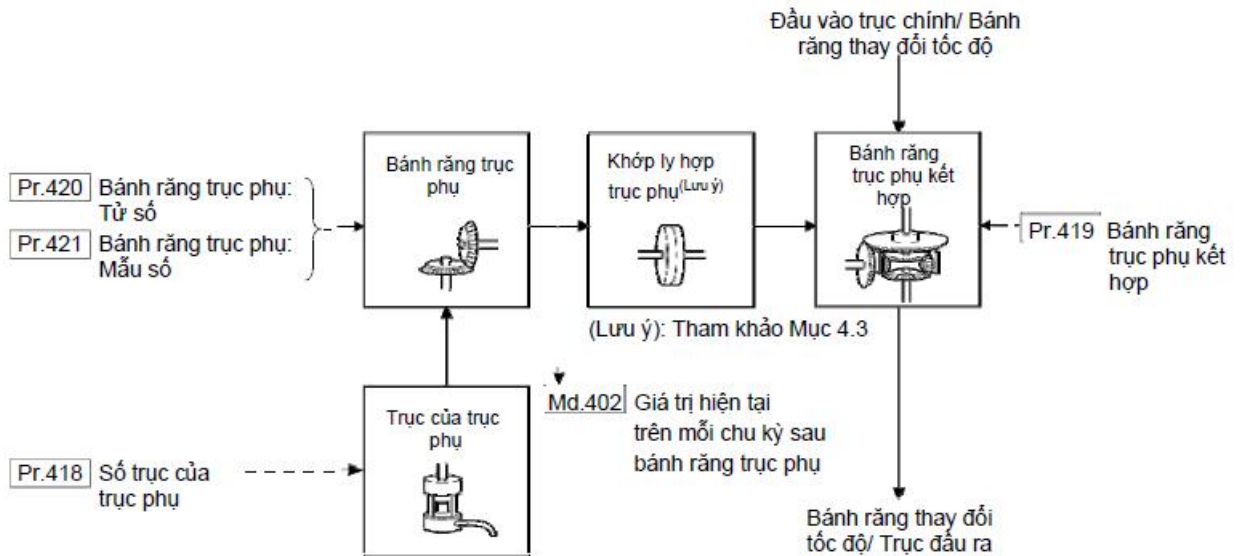 Đầu vào trục chính/ Bánh
răng thay đổi tốc độ
Bánh răng trục
phụ
Khớp ly hợp
trục phụ(Lưu ý)
Bánh răng
trục phụ kết
hợp
Pr.420 Bánh răng trục phụ:
Tử số
Pr.421 Bánh răng trục phụ:
Mẫu số
Pr.419 Bánh răng
trục phụ kết
hợp
(Lưu ý): Tham khảo Mục 4.3
Trục của trục
phụ
Md.402 Giá trị hiện tại
trên mỗi chu kỳ sau
bánh răng trục phụ
Pr.418 Số trục của
trục phụ
Bánh răng thay đổi
tốc độ/ Trục đầu ra